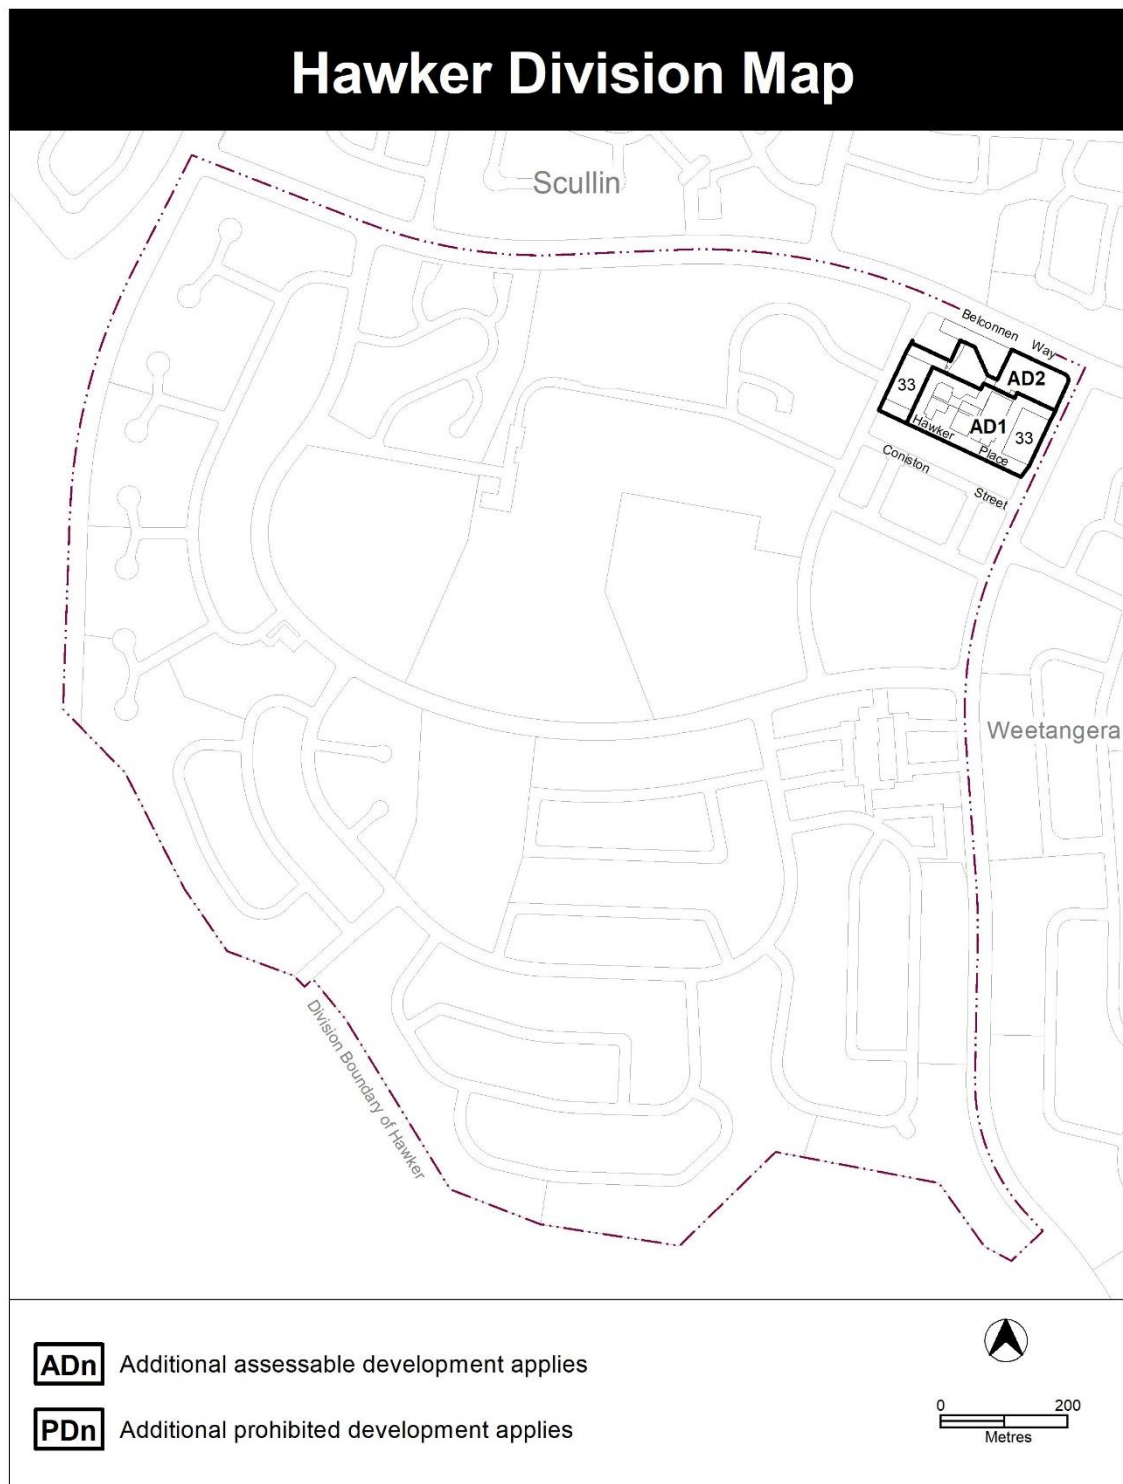 Hawker Division Map
Scullin
Belconnen Way
AD2
33
AD1
33
Hawker Place
Coniston Street
Weetangera
Division Boundary of Hawker
ADn Additional assessable development applies
PDn Additional prohibited development applies
0 200
Metres